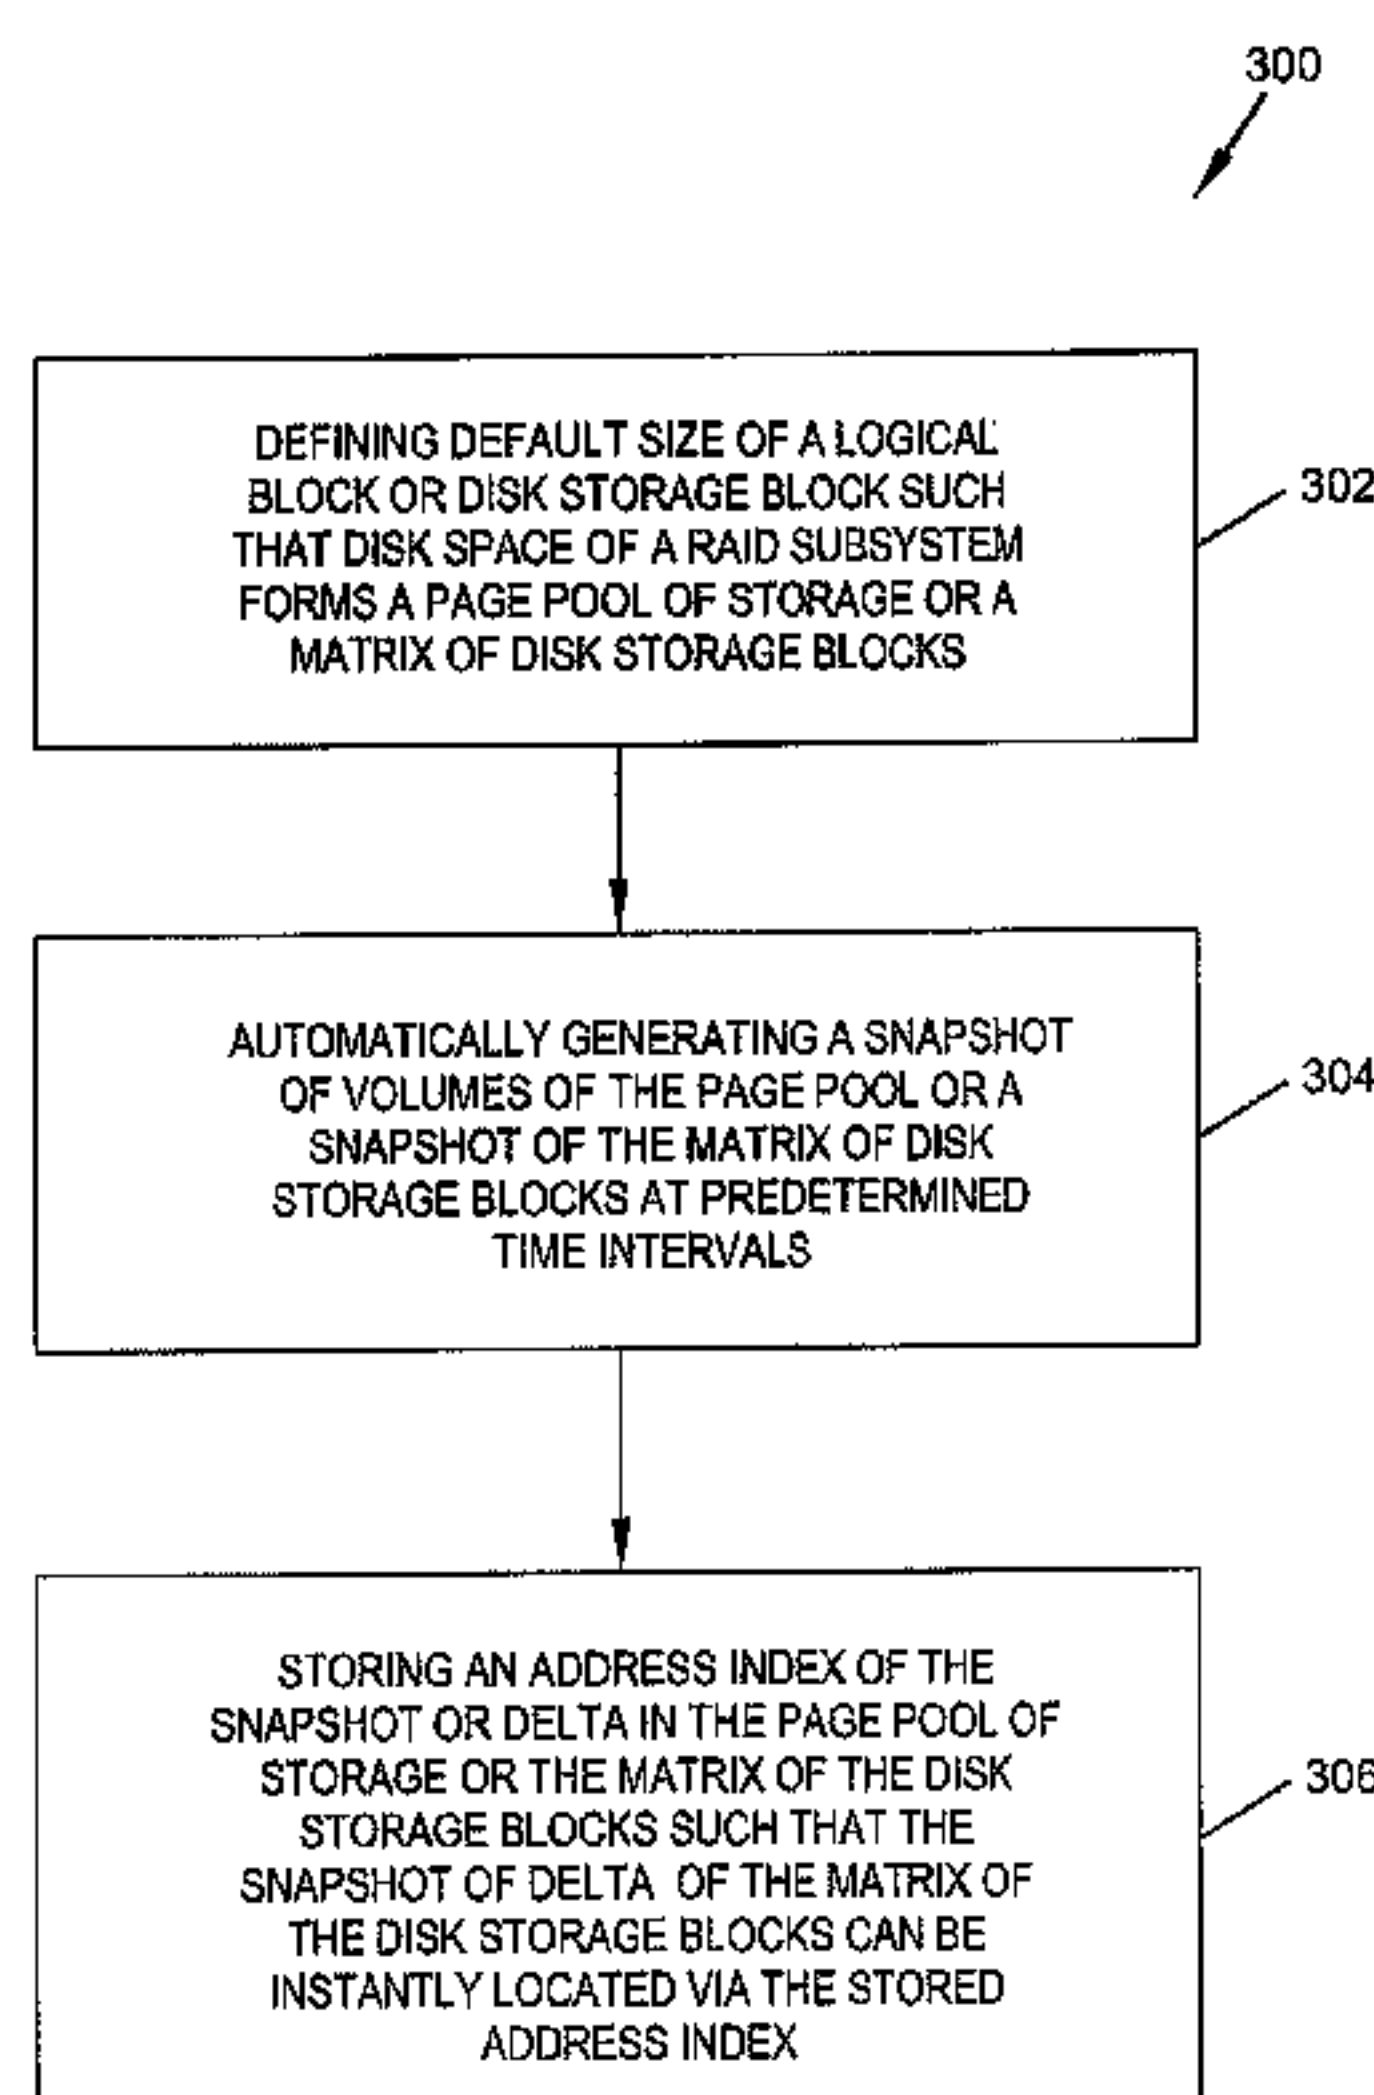 300
DEFINING DEFAULT SIZE OF A LOGICAL
BLOCK OR DISK STORAGE BLOCK SUCH
THAT DISK SPACE OF A RAID SUBSYSTEM
FORMS A PAGE POOL OF STORAGE OR A
MATRIX OF DISK STORAGE BLOCKS
302
AUTOMATICALLY GENERATING A SNAPSHOT
OF VOLUMES OF THE PAGE POOL OR A
SNAPSHOT OF THE MATRIX OF DISK
STORAGE BLOCKS AT PREDETERMINED
TIME INTERVALS
304
STORING AN ADDRESS INDEX OF THE
SNAPSHOT OR DELTA IN THE PAGE POOL OF
STORAGE OR THE MATRIX OF THE DISK
STORAGE BLOCKS SUCH THAT THE
SNAPSHOT OF DELTA OF THE MATRIX OF
THE DISK STORAGE BLOCKS CAN BE
INSTANTLY LOCATED VIA THE STORED
ADDRESS INDEX
306